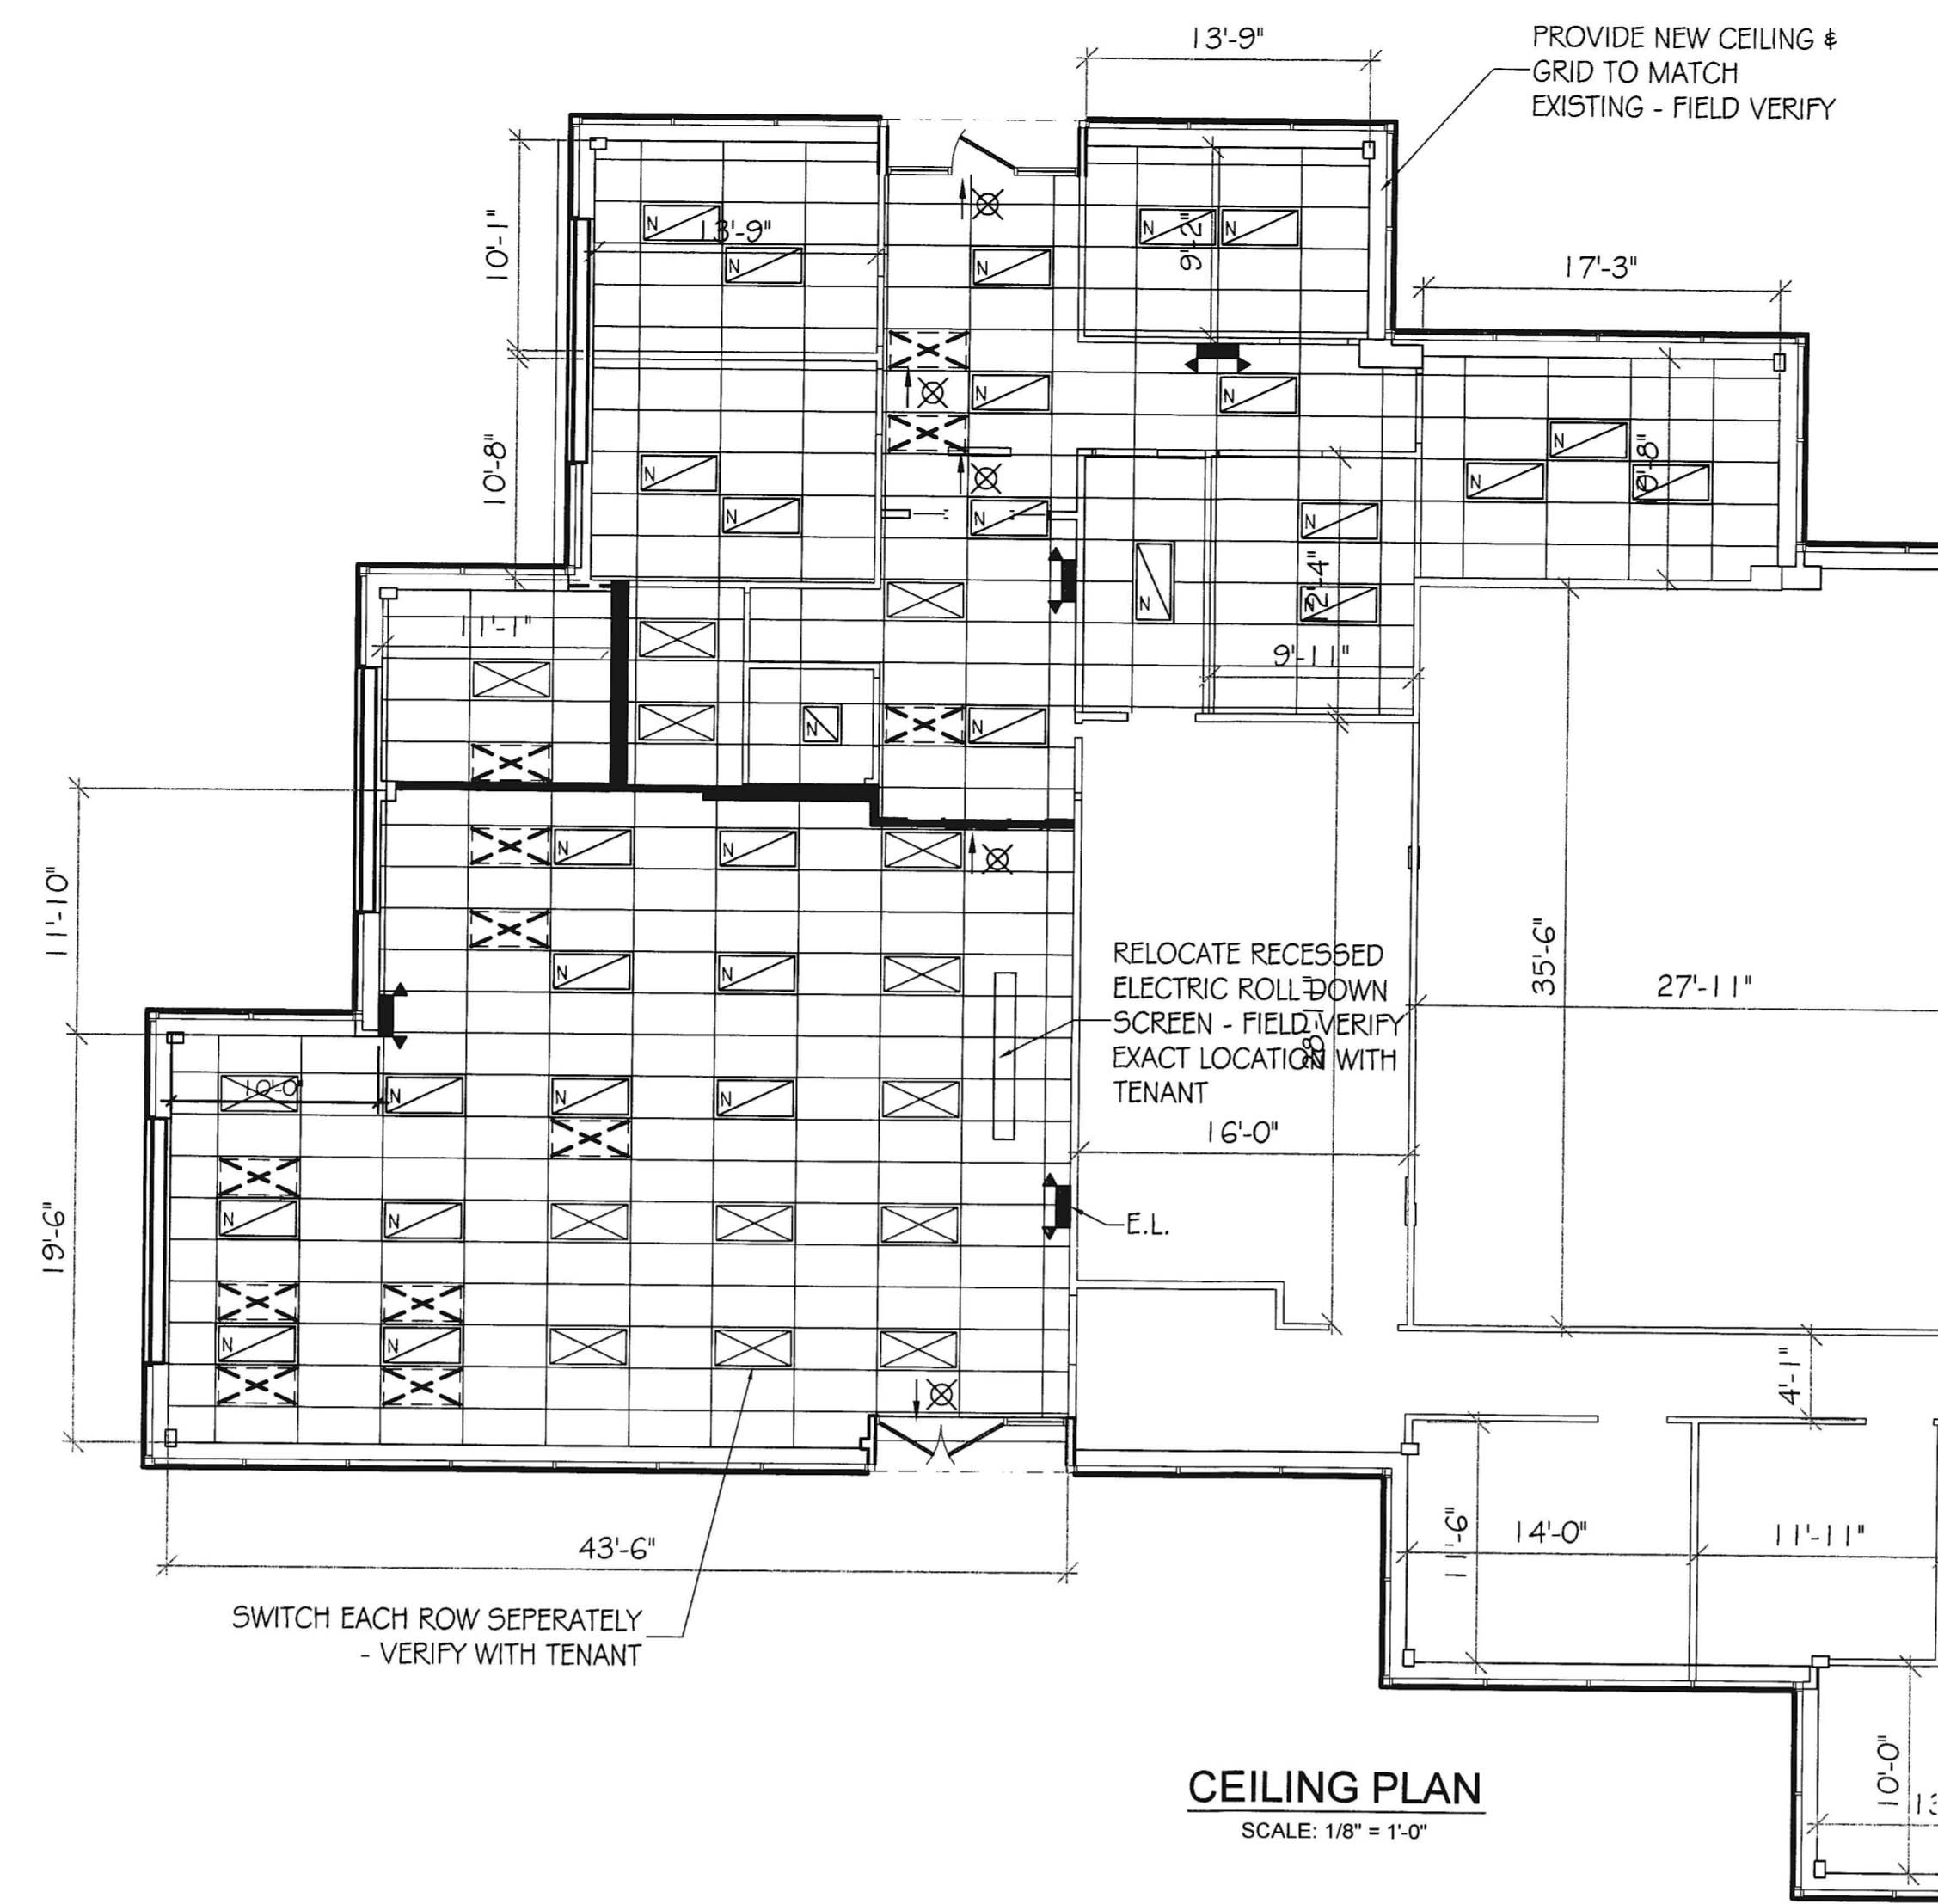 13'-9"
PROVIDE NEW CEILING &
GRID TO MATCH
EXISTING - FIELD VERIFY
10'-1"
N
13'-9"
N
N
N
N
9'-2"
17'-3"
N
N
10'-8"
N
N
N
N
N
N
9'-8"
N
N
12'-4"
N
11'-1"
9'-11"
N
N
11'-10"
N
N
N
N
RELOCATE RECESSED
ELECTRIC ROLL-DOWN
SCREEN - FIELD VERIFY
EXACT LOCATION WITH
TENANT
35'-6"
27'-11"
10'-0"
N
N
N
16'-0"
19'-6"
N
N
E.L.
N
N
4'-1"
43'-6"
11'-6"
14'-0"
11'-11"
SWITCH EACH ROW SEPERATELY
- VERIFY WITH TENANT
10'-0"
CEILING PLAN
SCALE: 1/8" = 1'-0"